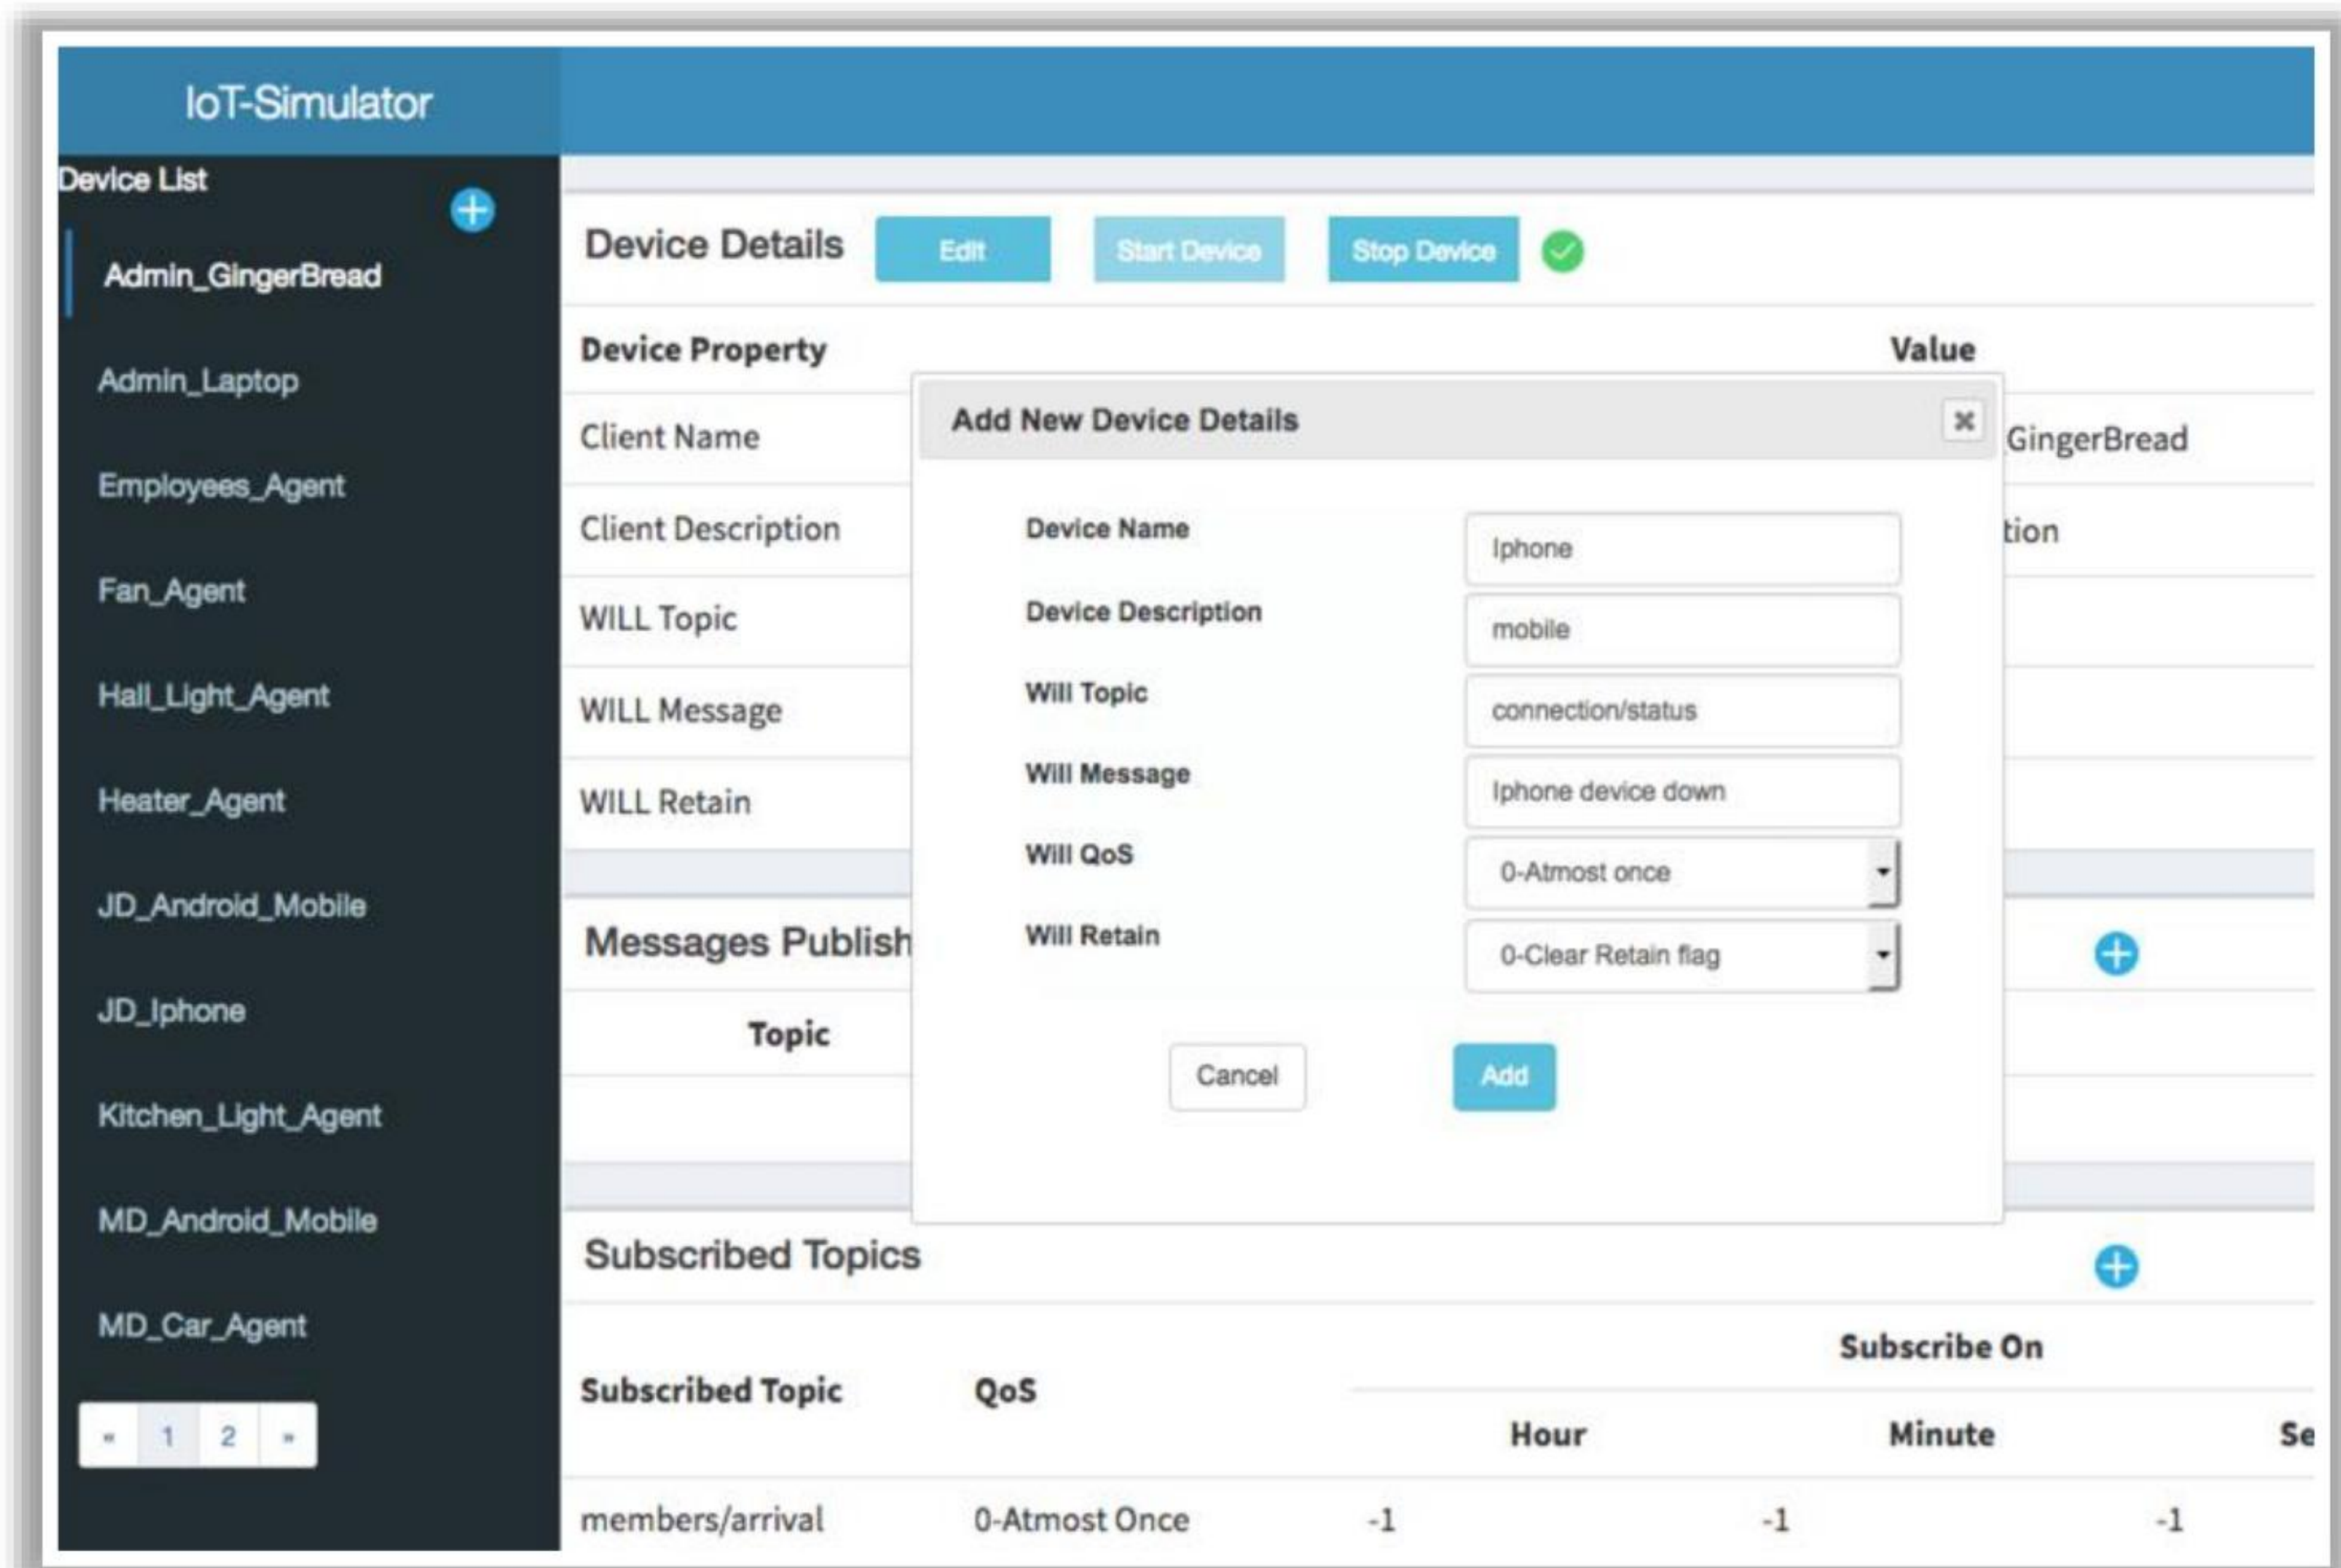 IoT-Simulator
Device List
Admin_GingerBread
Admin_Laptop
Employees_Agent
Fan_Agent
Hall_Light_Agent
Heater_Agent
JD_Android_Mobile
JD_Iphone
Kitchen_Light_Agent
MD_Android_Mobile
MD_Car_Agent
« 1 2 »
Device Details Edit Start Device Stop Device
Device Property Value
Client Name GingerBread
Client Description tion
WILL Topic
WILL Message
WILL Retain
Add New Device Details
Device Name Iphone
Device Description mobile
Will Topic connection/status
Will Message Iphone device down
Will QoS 0-Atmost once
Will Retain 0-Clear Retain flag
Cancel Add
Messages Publish
Topic
Subscribed Topics
Subscribe On
Subscribed Topic QoS
Hour Minute Se
members/arrival 0-Atmost Once -1 -1 -1